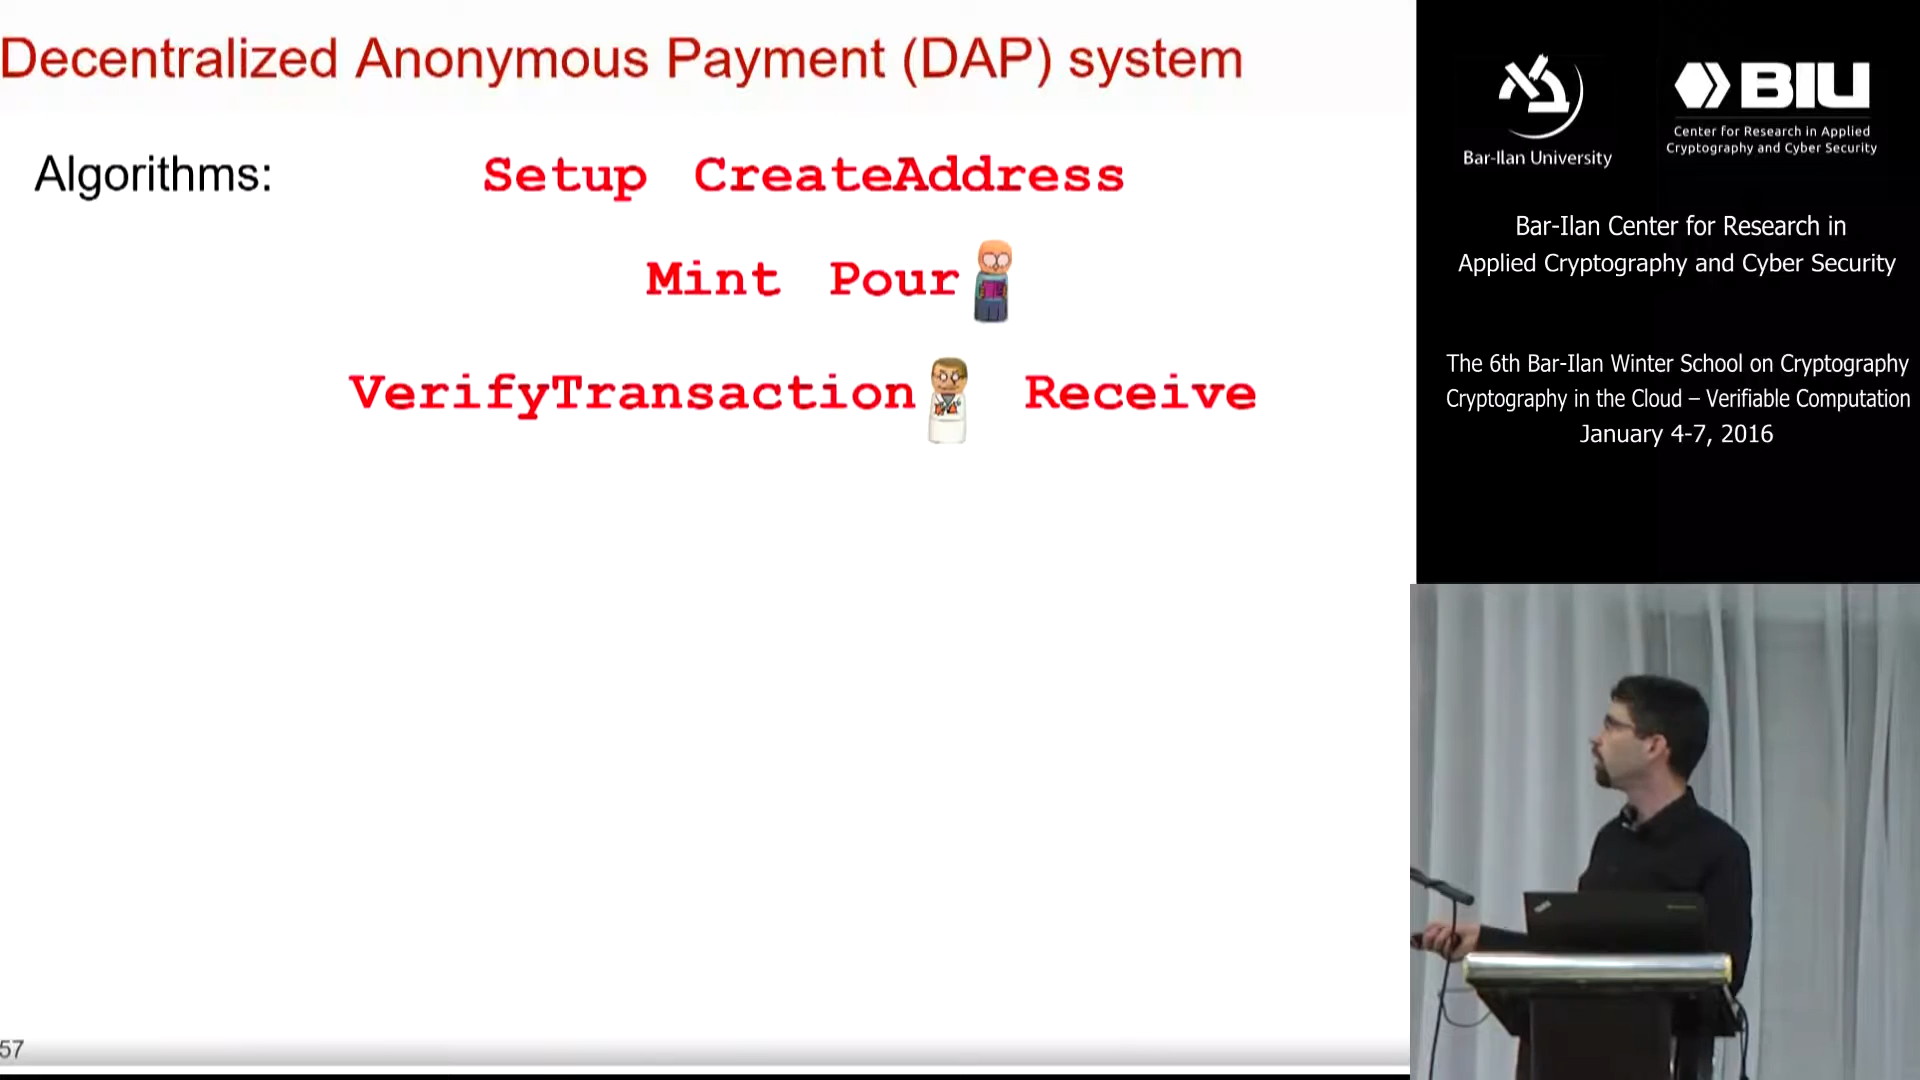 Decentralized Anonymous Payment (DAP) system
Algorithms: Setup CreateAddress
Mint Pour
VerifyTransaction Receive
57
Bar-Ilan University
BIU
Center for Research in Applied
Cryptography and Cyber Security
Bar-Ilan Center for Research in
Applied Cryptography and Cyber Security
The 6th Bar-Ilan Winter School on Cryptography
Cryptography in the Cloud – Verifiable Computation
January 4-7, 2016